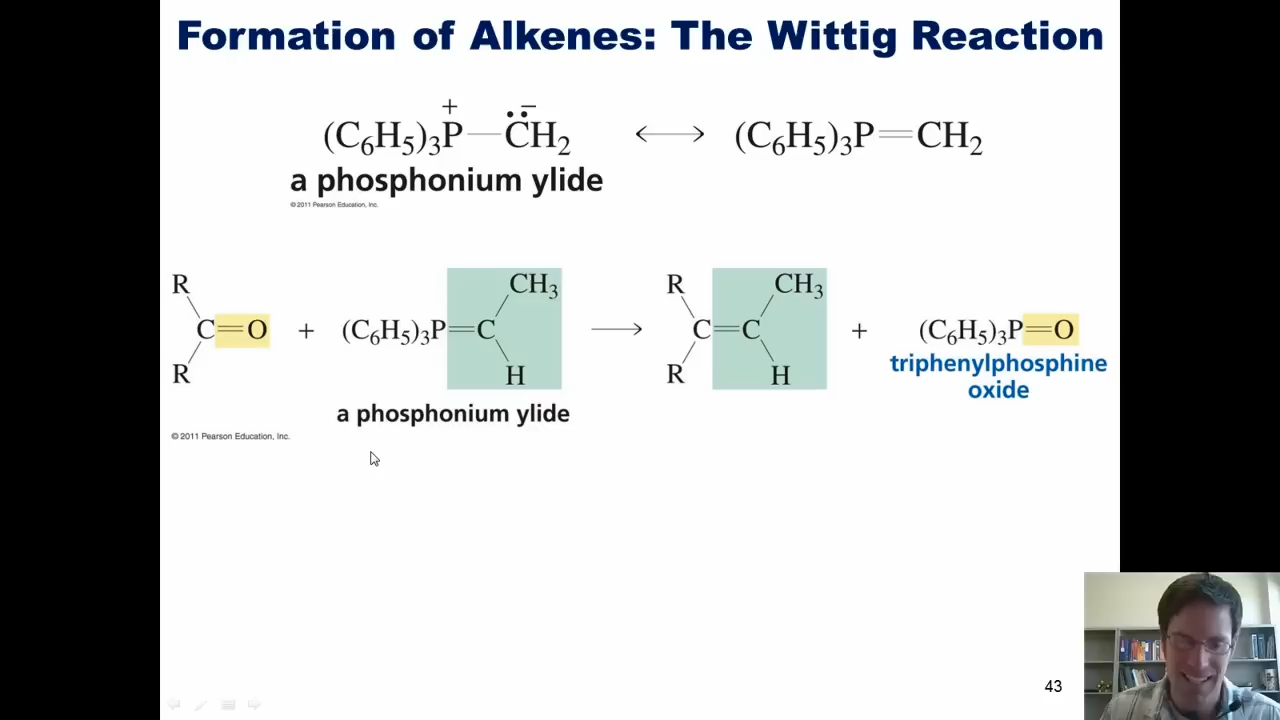 Formation of Alkenes: The Wittig Reaction
(C₆H₅)₃P⁺—C̈⁻H₂ ⟷ (C₆H₅)₃P=CH₂
a phosphonium ylide
© 2011 Pearson Education, Inc.
R CH₃ R CH₃
C=O + (C₆H₅)₃P=C ⟶ C=C + (C₆H₅)₃P=O
R H R H
triphenylphosphine
oxide
a phosphonium ylide
© 2011 Pearson Education, Inc.
43